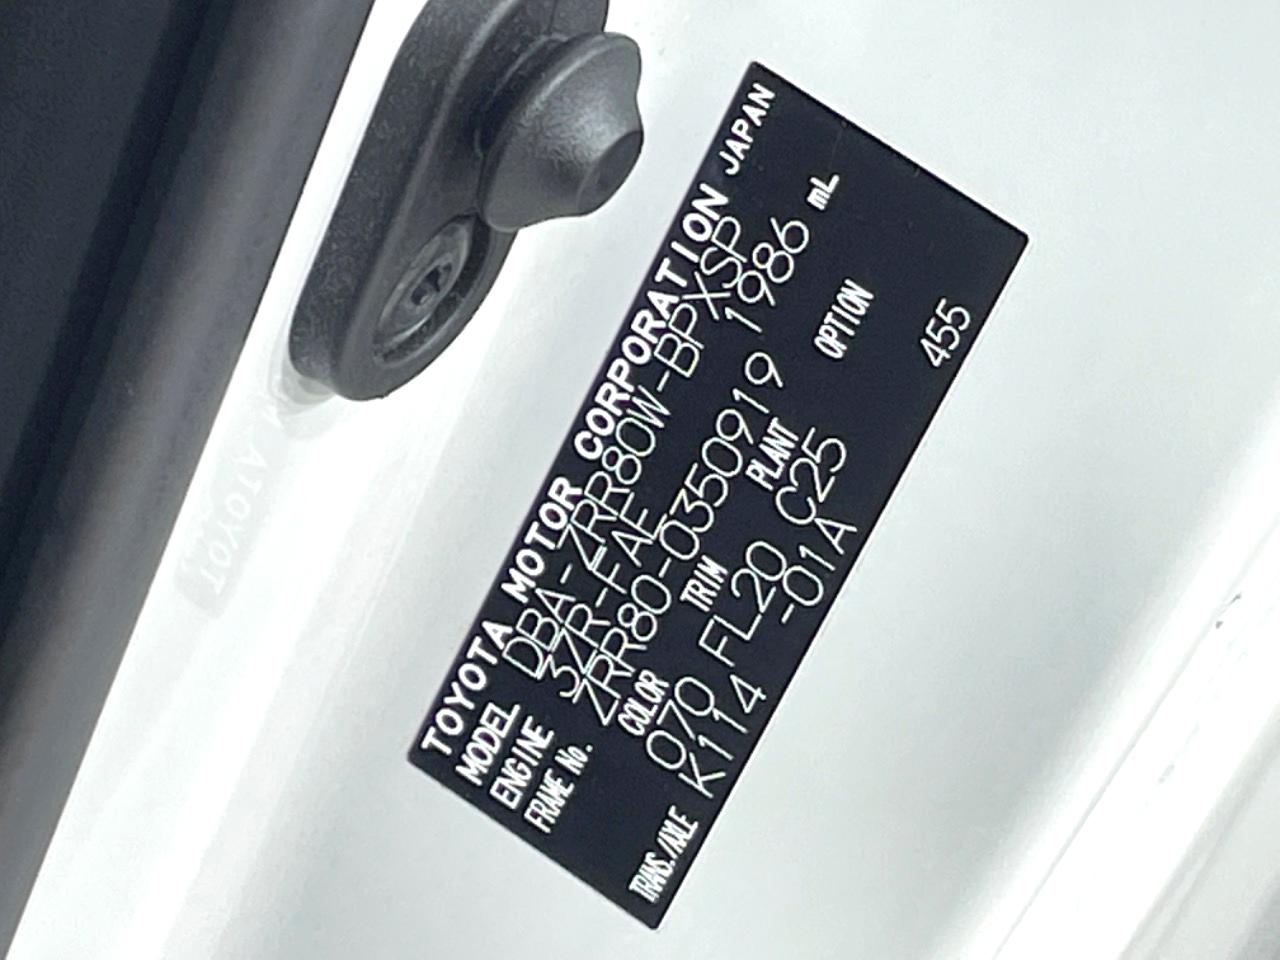 TOYOTA MOTOR CORPORATION JAPAN
MODEL DBA-ZRR80W-BPXSP
ENGINE 3ZR-FAE 1986 mL
FRAME No. ZRR80-0350919
COLOR TRIM PLANT OPTION
070 FL20 C25
TRANS./AXLE K114 -01A 455